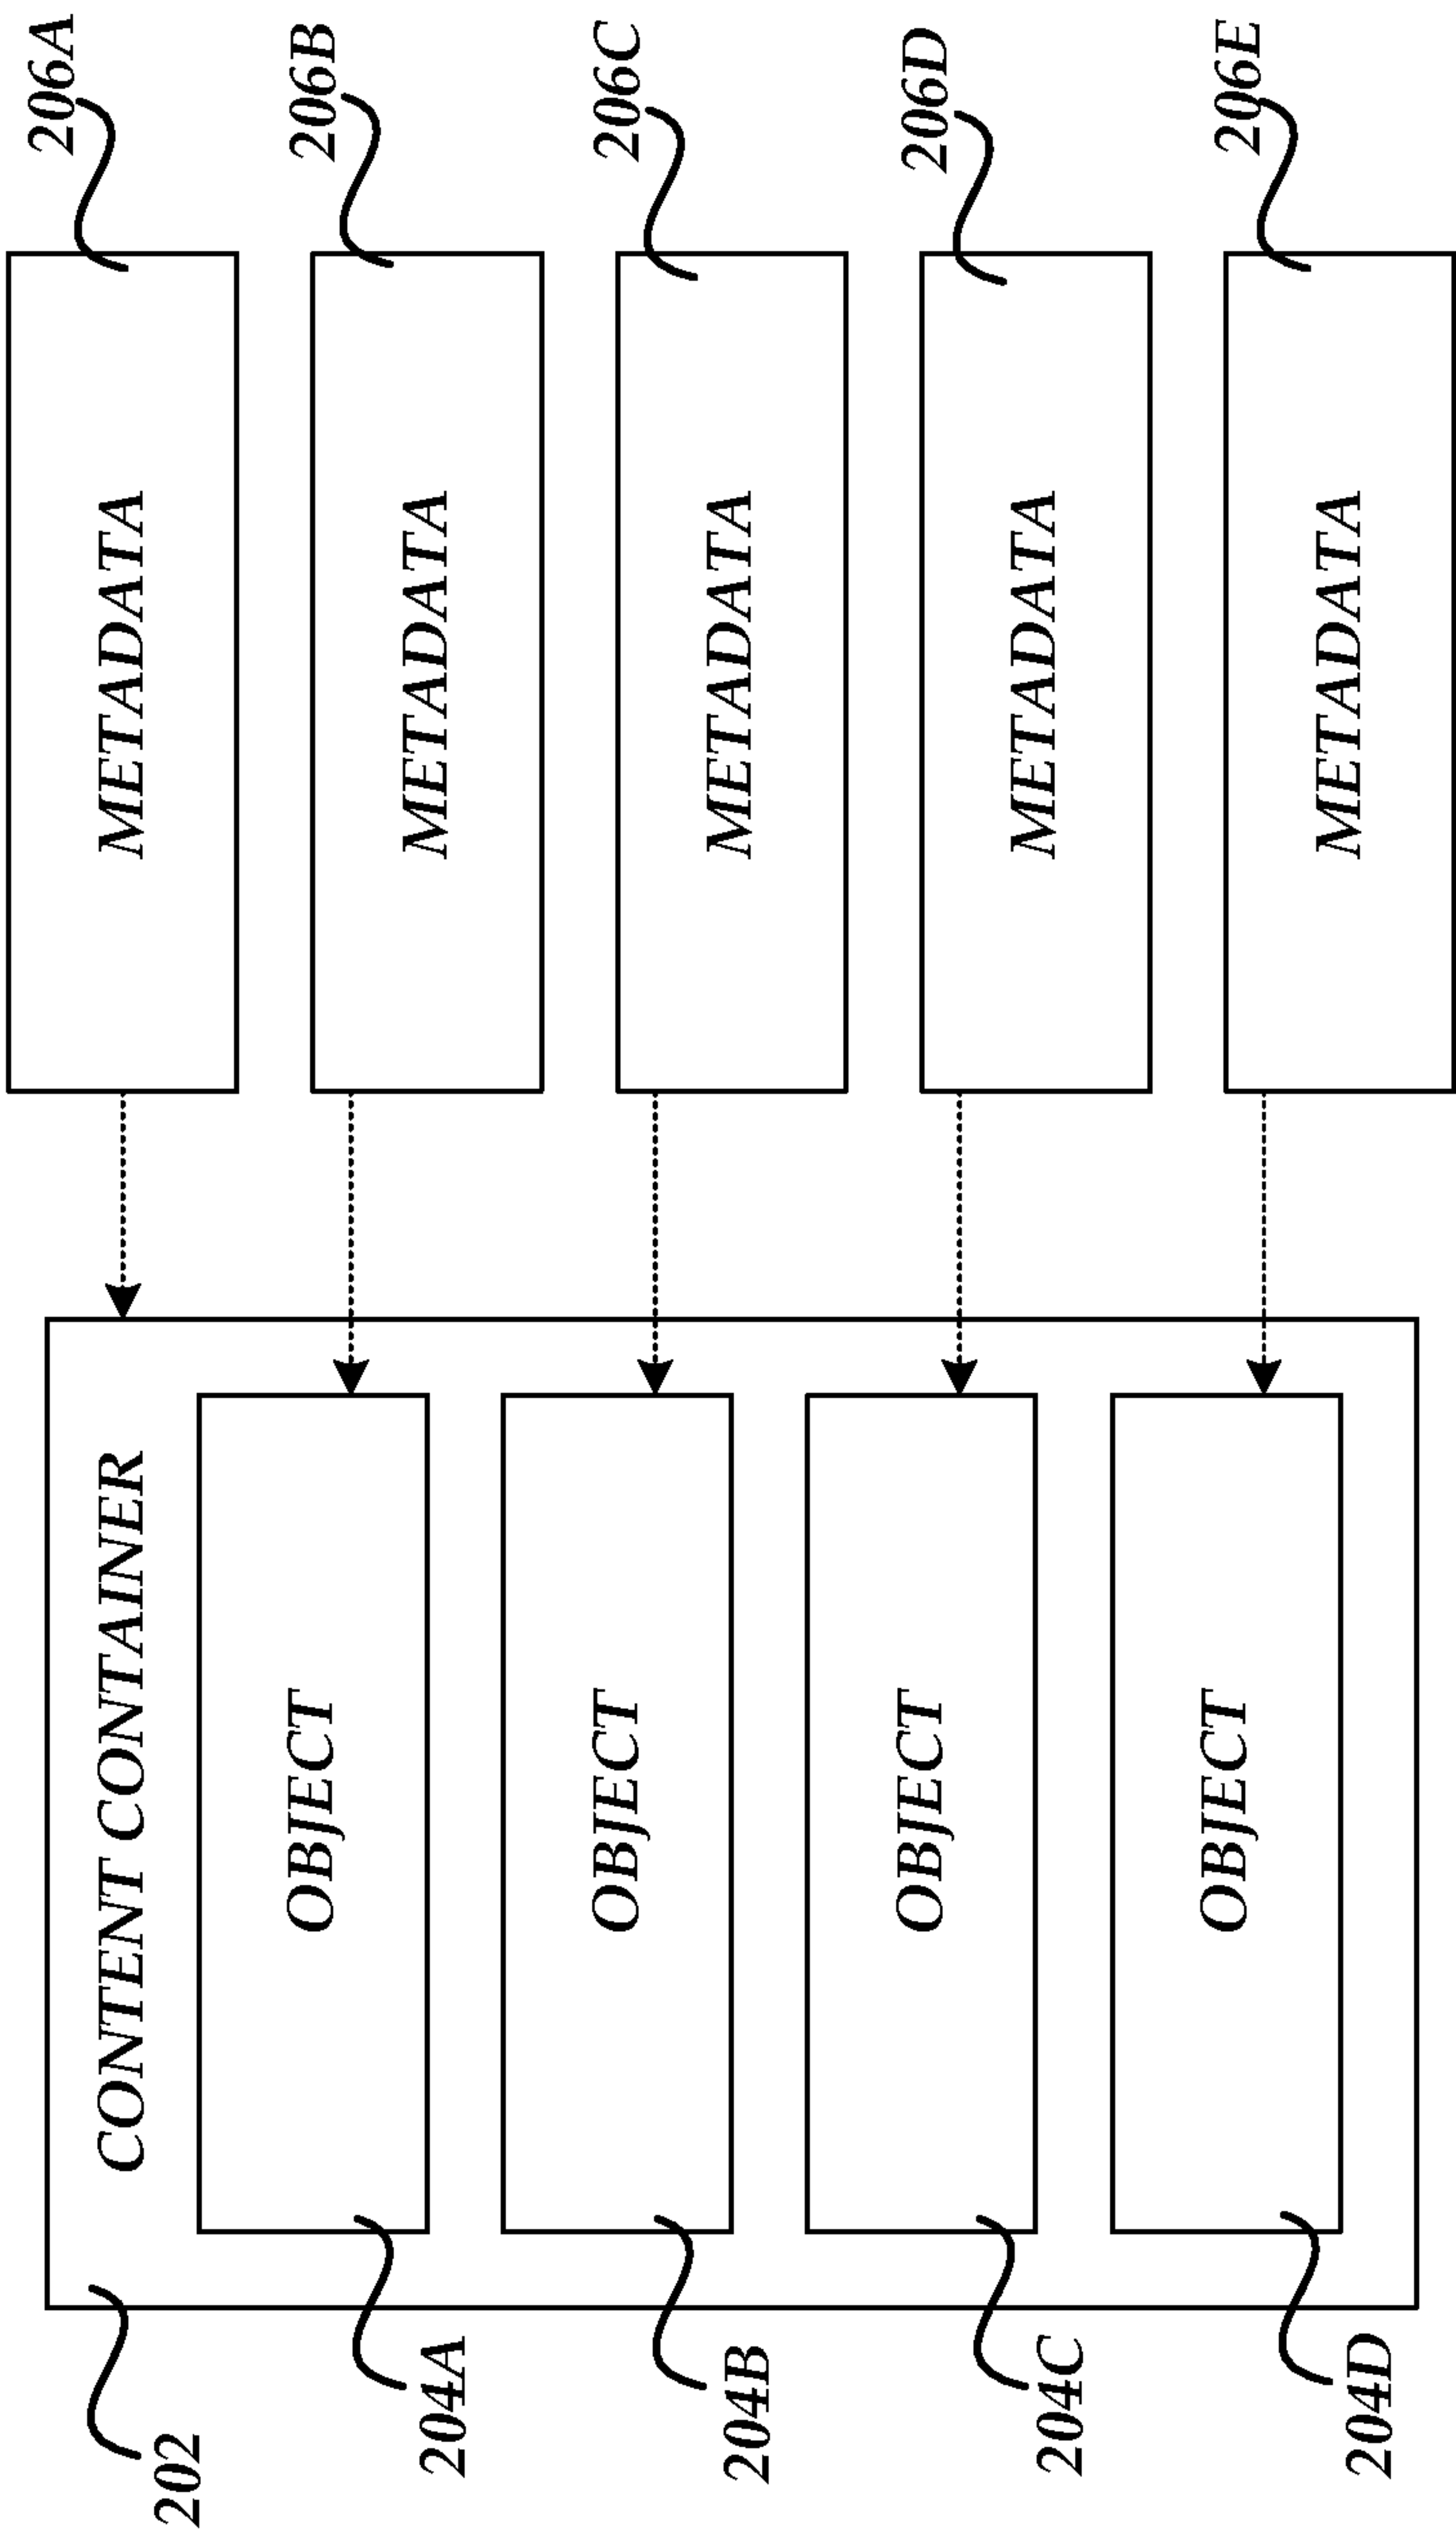 CONTENT CONTAINER
202
OBJECT
204A
OBJECT
204B
OBJECT
204C
OBJECT
204D
METADATA
206A
METADATA
206B
METADATA
206C
METADATA
206D
METADATA
206E